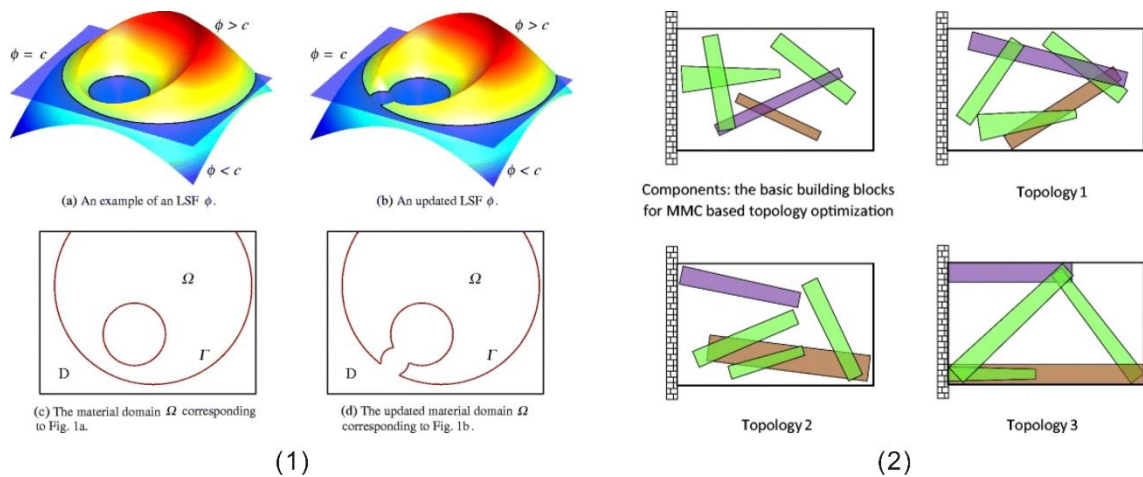 ϕ > c
ϕ = c
ϕ < c
(a) An example of an LSF ϕ.
ϕ > c
ϕ = c
ϕ < c
(b) An updated LSF ϕ.
Ω
Γ
D
(c) The material domain Ω corresponding
to Fig. 1a.
Ω
Γ
D
(d) The updated material domain Ω
corresponding to Fig. 1b.
(1)
Components: the basic building blocks
for MMC based topology optimization
Topology 1
Topology 2
Topology 3
(2)